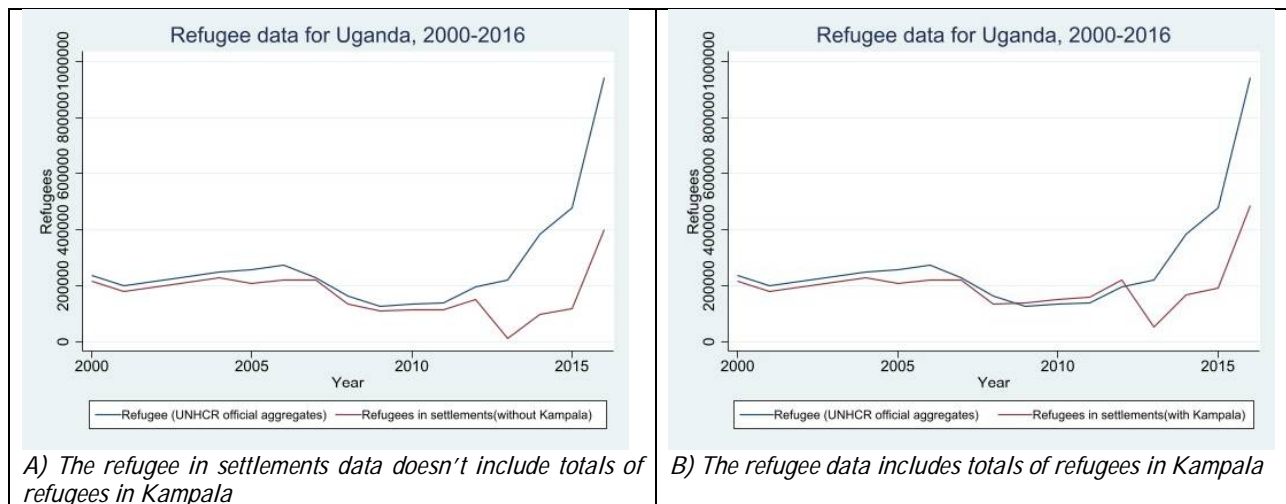 Refugee data for Uganda, 2000-2016
Refugees
0 200000 400000 600000 800000 1000000
2000 2005 2010 2015
Year
Refugee (UNHCR official aggregates) Refugees in settlements(without Kampala)
A) The refugee in settlements data doesn't include totals of
refugees in Kampala
Refugee data for Uganda, 2000-2016
Refugees
0 200000 400000 600000 800000 1000000
2000 2005 2010 2015
Year
Refugee (UNHCR official aggregates) Refugees in settlements(with Kampala)
B) The refugee data includes totals of refugees in Kampala